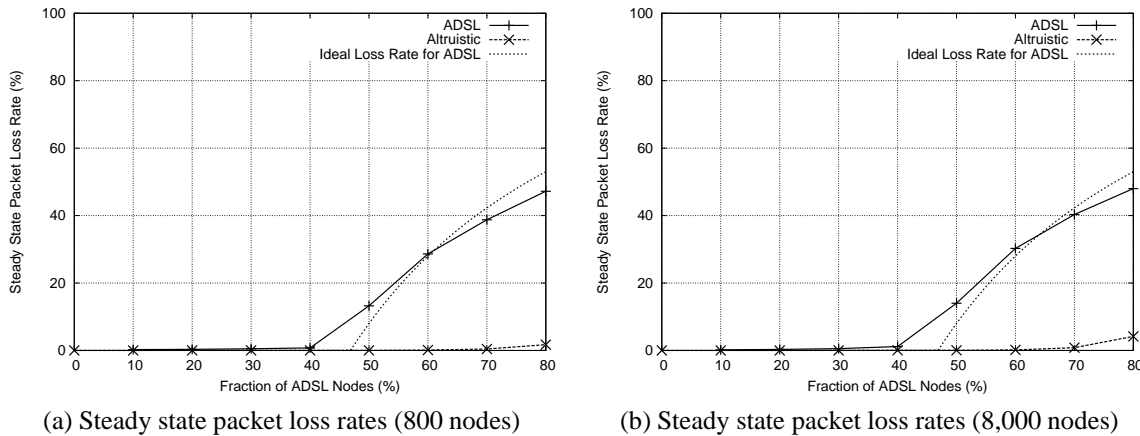 100
80
60
40
20
0
Steady State Packet Loss Rate (%)
ADSL
Altruistic
Ideal Loss Rate for ADSL
0 10 20 30 40 50 60 70 80
Fraction of ADSL Nodes (%)
(a) Steady state packet loss rates (800 nodes)
100
80
60
40
20
0
Steady State Packet Loss Rate (%)
ADSL
Altruistic
Ideal Loss Rate for ADSL
0 10 20 30 40 50 60 70 80
Fraction of ADSL Nodes (%)
(b) Steady state packet loss rates (8,000 nodes)